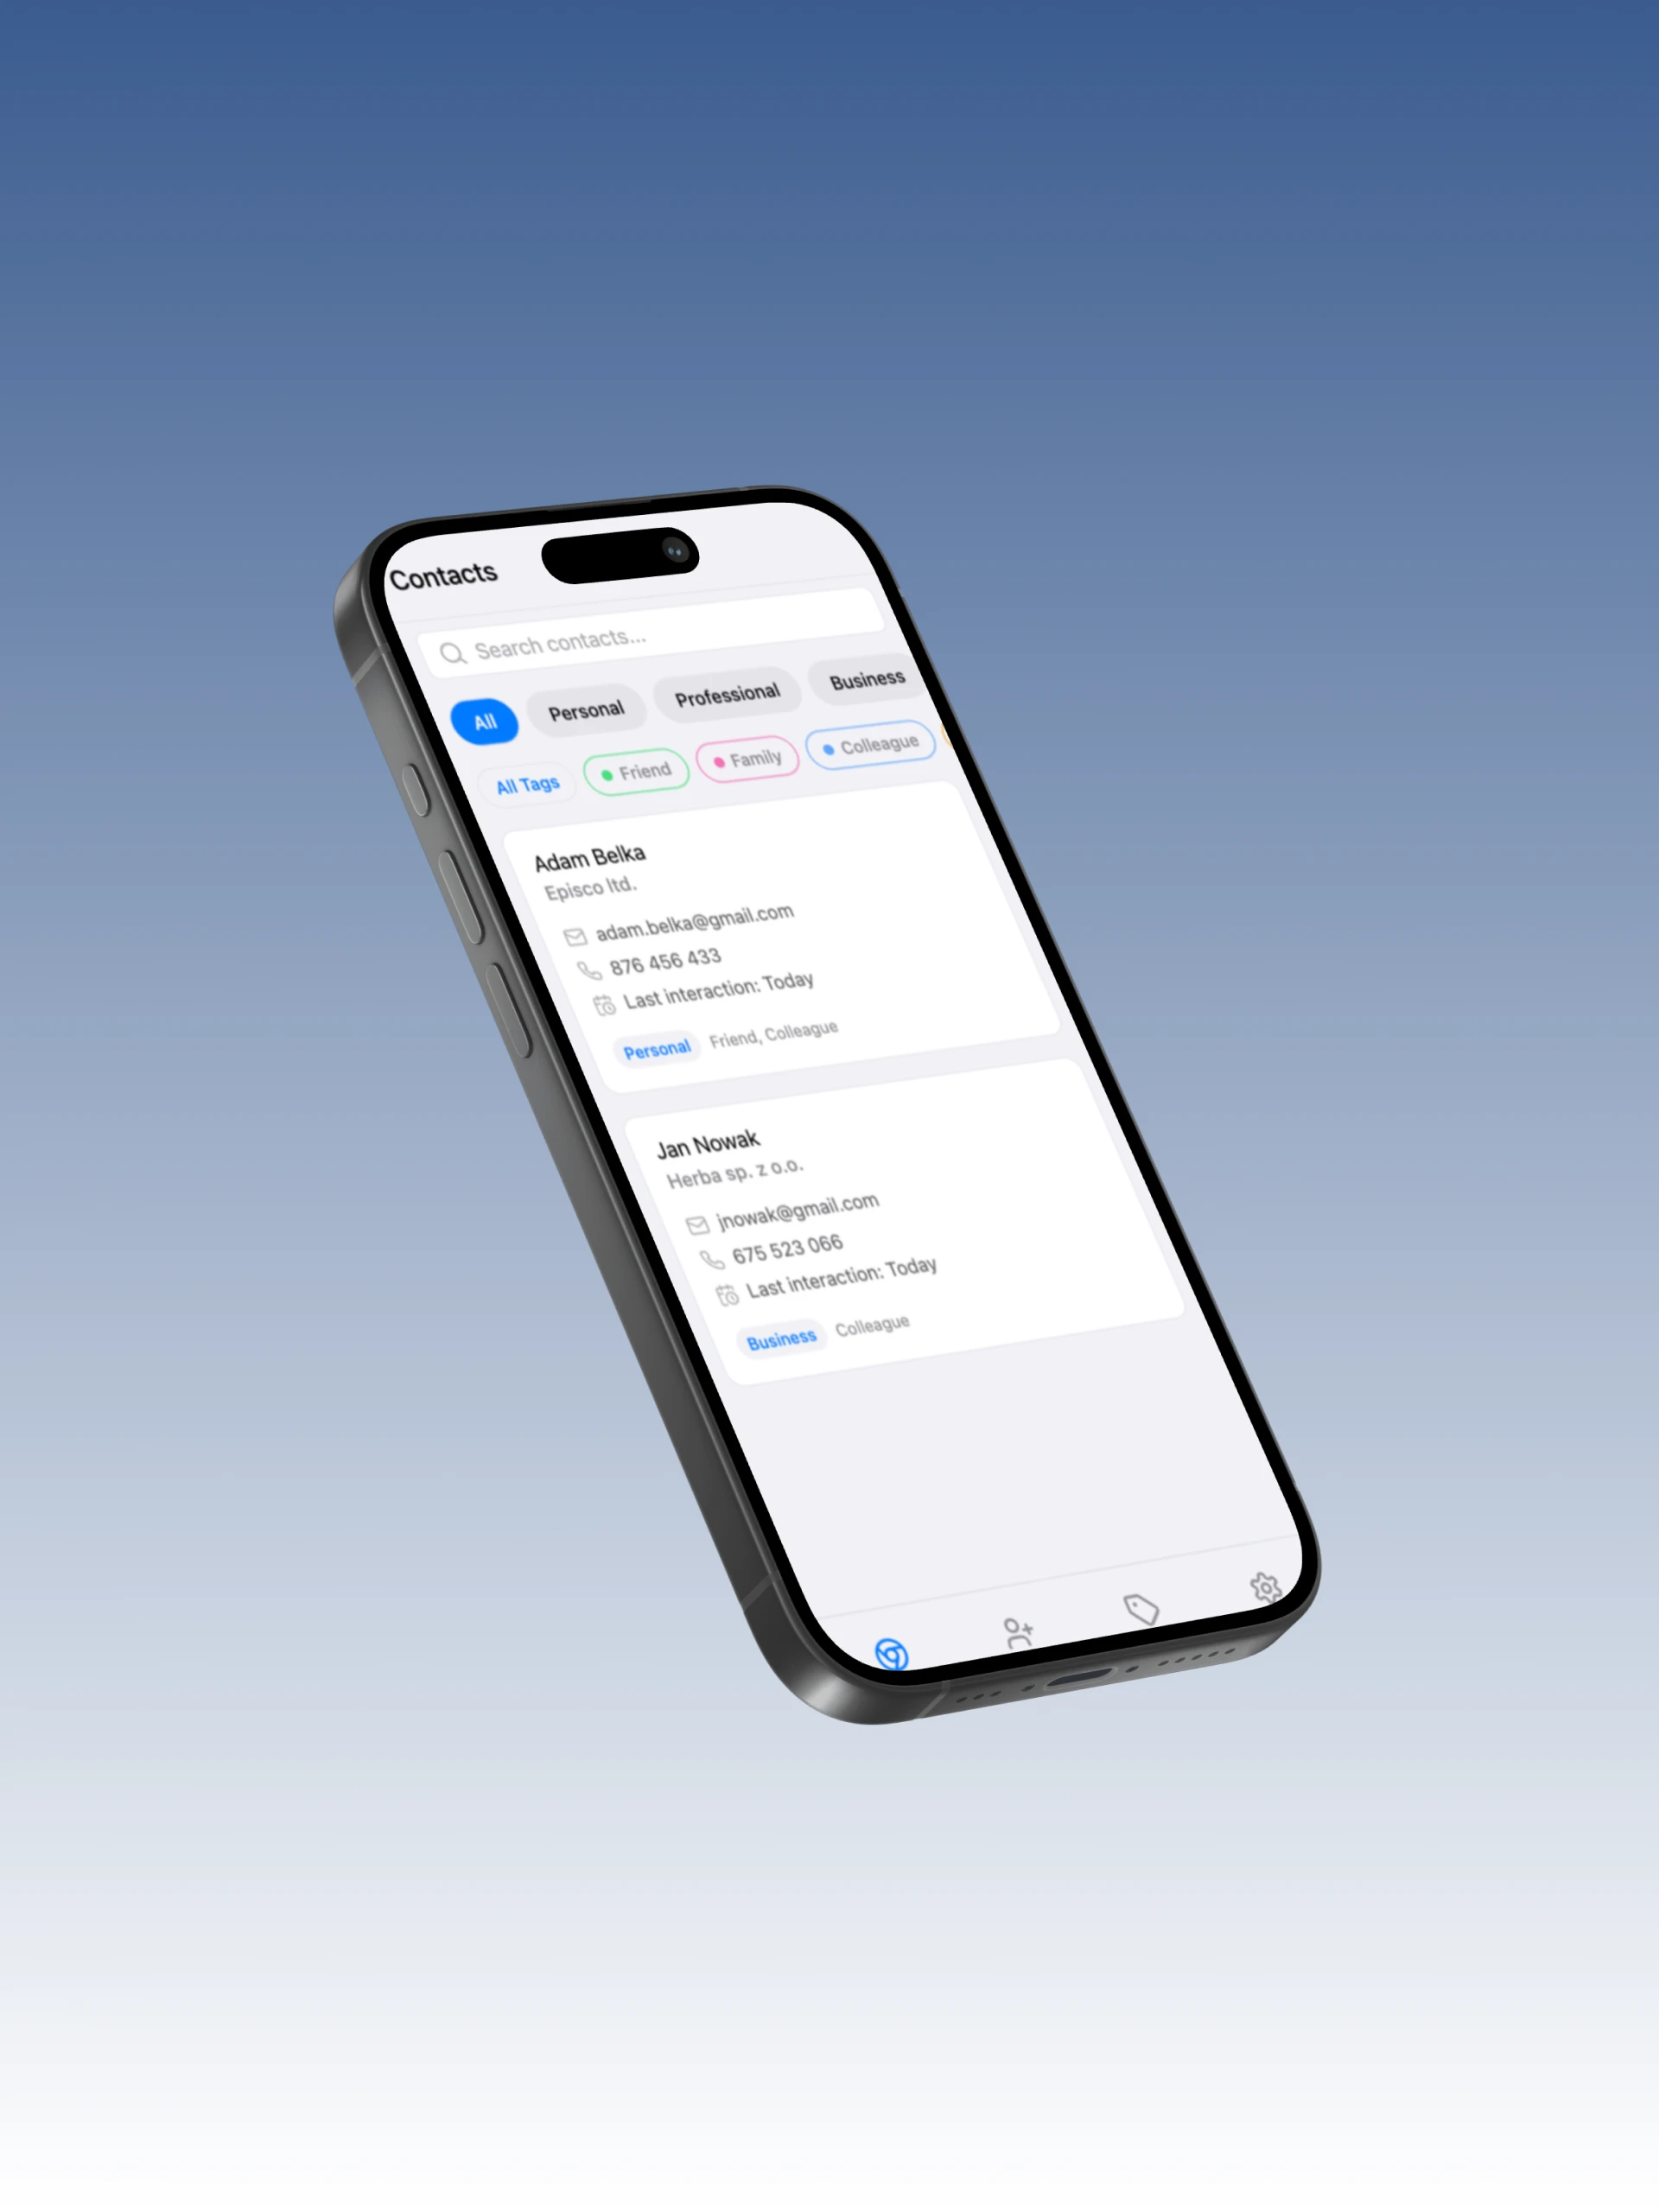 Contacts
Search contacts...
All Personal Professional Business
All Tags Friend Family Colleague
Adam Belka
Episco ltd.
adam.belka@gmail.com
876 456 433
Last interaction: Today
Personal Friend, Colleague
Jan Nowak
Herba sp. z o.o.
jnowak@gmail.com
675 523 066
Last interaction: Today
Business Colleague